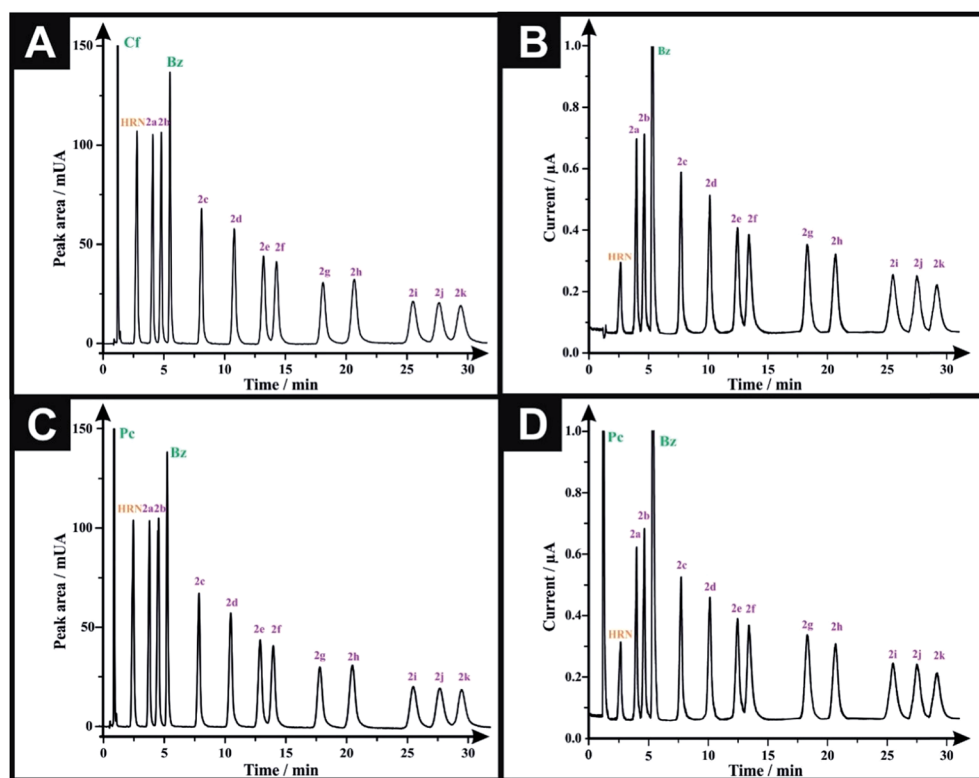 A
150
100
50
0
Peak area / mUA
Cf
HRN
2a
2b
Bz
2c
2d
2e
2f
2g
2h
2i
2j
2k
0
5
10
15
20
25
30
Time / min
B
1.0
0.8
0.6
0.4
0.2
0.0
Current / µA
HRN
2a
2b
Bz
2c
2d
2e
2f
2g
2h
2i
2j
2k
0
5
10
15
20
25
30
Time / min
C
150
100
50
0
Peak area / mUA
Pc
HRN
2a
2b
Bz
2c
2d
2e
2f
2g
2h
2i
2j
2k
0
5
10
15
20
25
30
Time / min
D
1.0
0.8
0.6
0.4
0.2
0.0
Current / µA
Pc
HRN
2a
2b
Bz
2c
2d
2e
2f
2g
2h
2i
2j
2k
0
5
10
15
20
25
30
Time / min